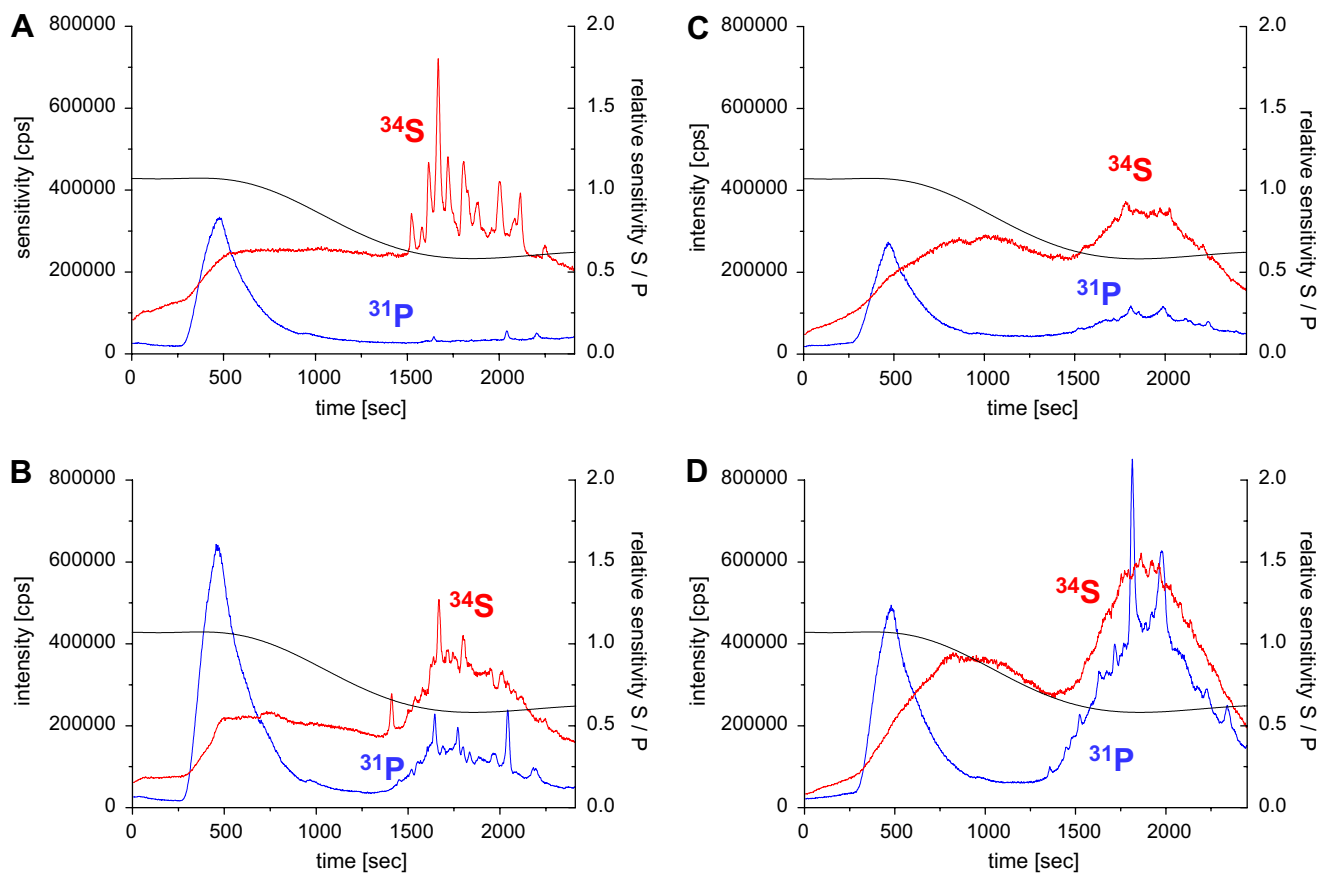 A
800000
600000
400000
200000
0
sensitivity [cps]
34S
31P
2.0
1.5
1.0
0.5
0.0
relative sensitivity S / P
0 500 1000 1500 2000
time [sec]
C
800000
600000
400000
200000
0
intensity [cps]
34S
31P
2.0
1.5
1.0
0.5
0.0
relative sensitivity S / P
0 500 1000 1500 2000
time [sec]
B
800000
600000
400000
200000
0
intensity [cps]
34S
31P
2.0
1.5
1.0
0.5
0.0
relative sensitivity S / P
0 500 1000 1500 2000
time [sec]
D
800000
600000
400000
200000
0
intensity [cps]
34S
31P
2.0
1.5
1.0
0.5
0.0
relative sensitivity S / P
0 500 1000 1500 2000
time [sec]